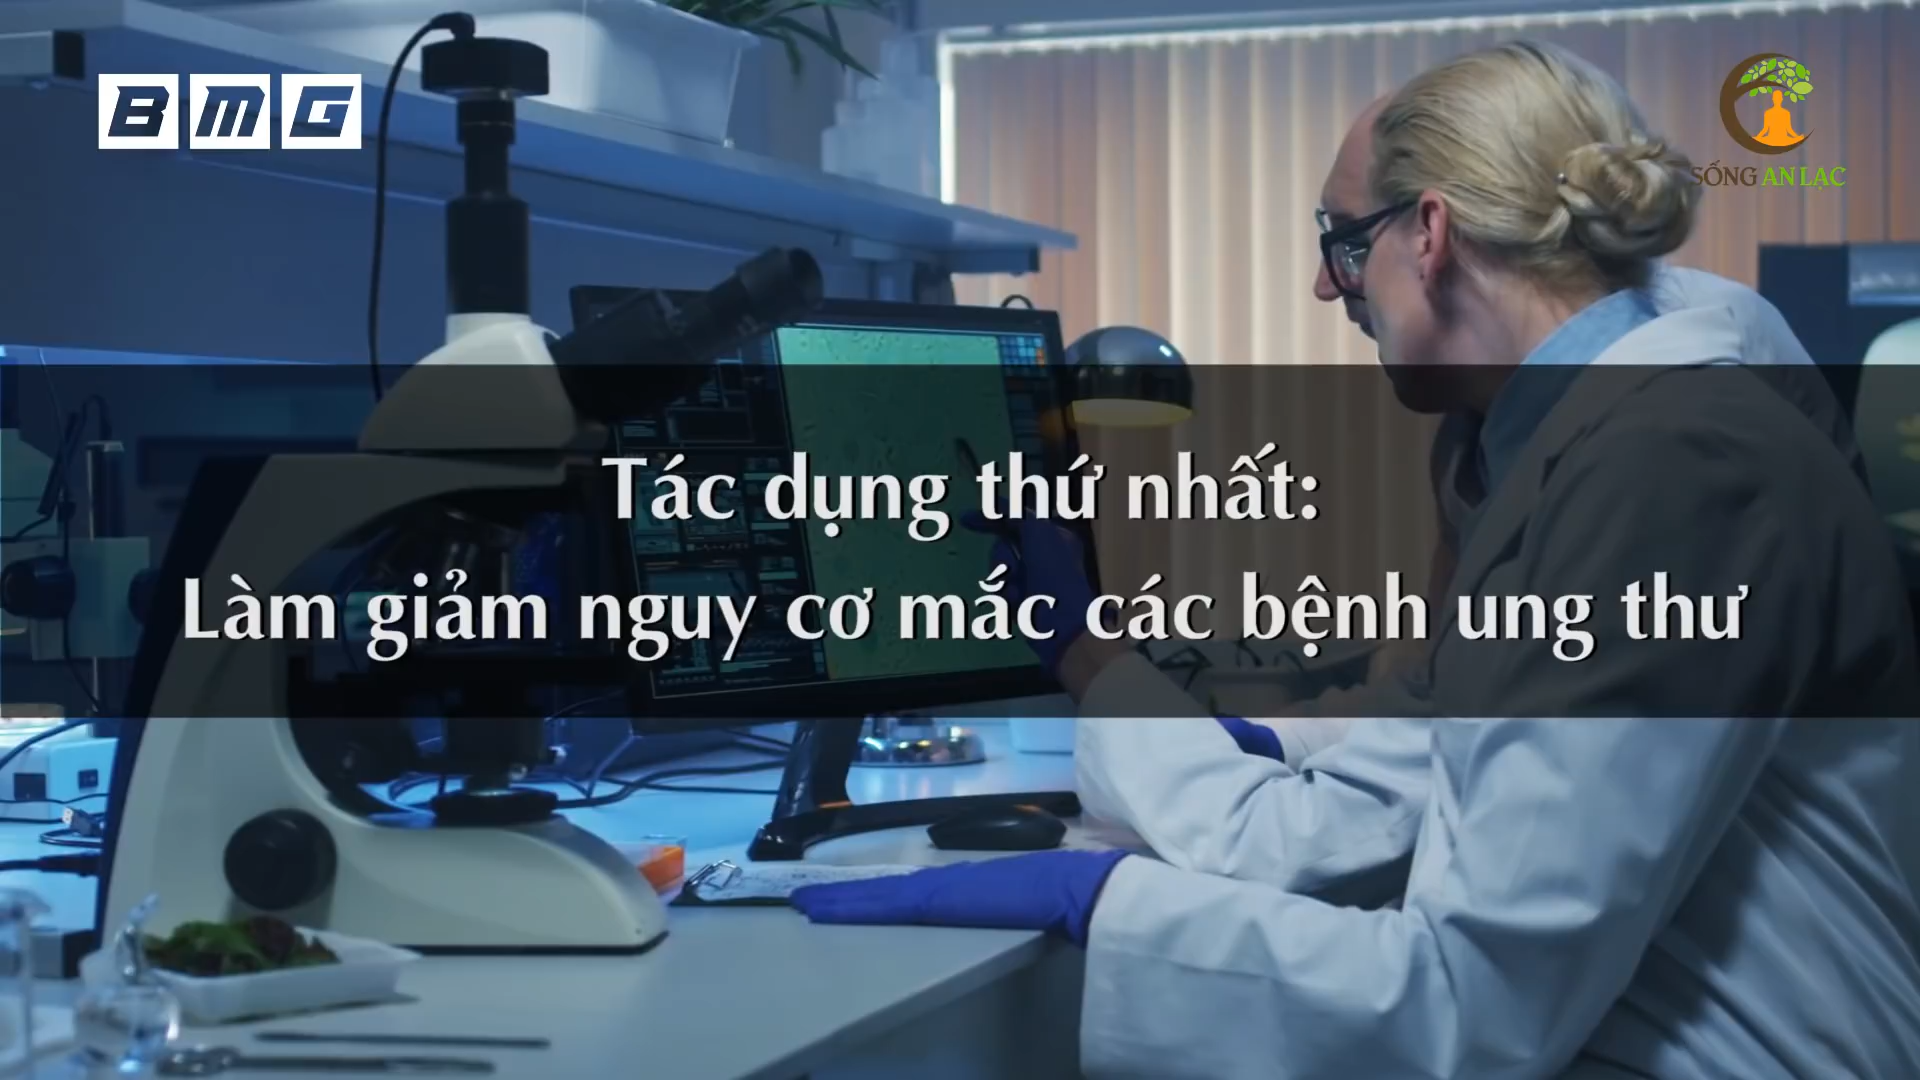 BMG
SỐNG AN LẠC
Tác dụng thứ nhất:
Làm giảm nguy cơ mắc các bệnh ung thư